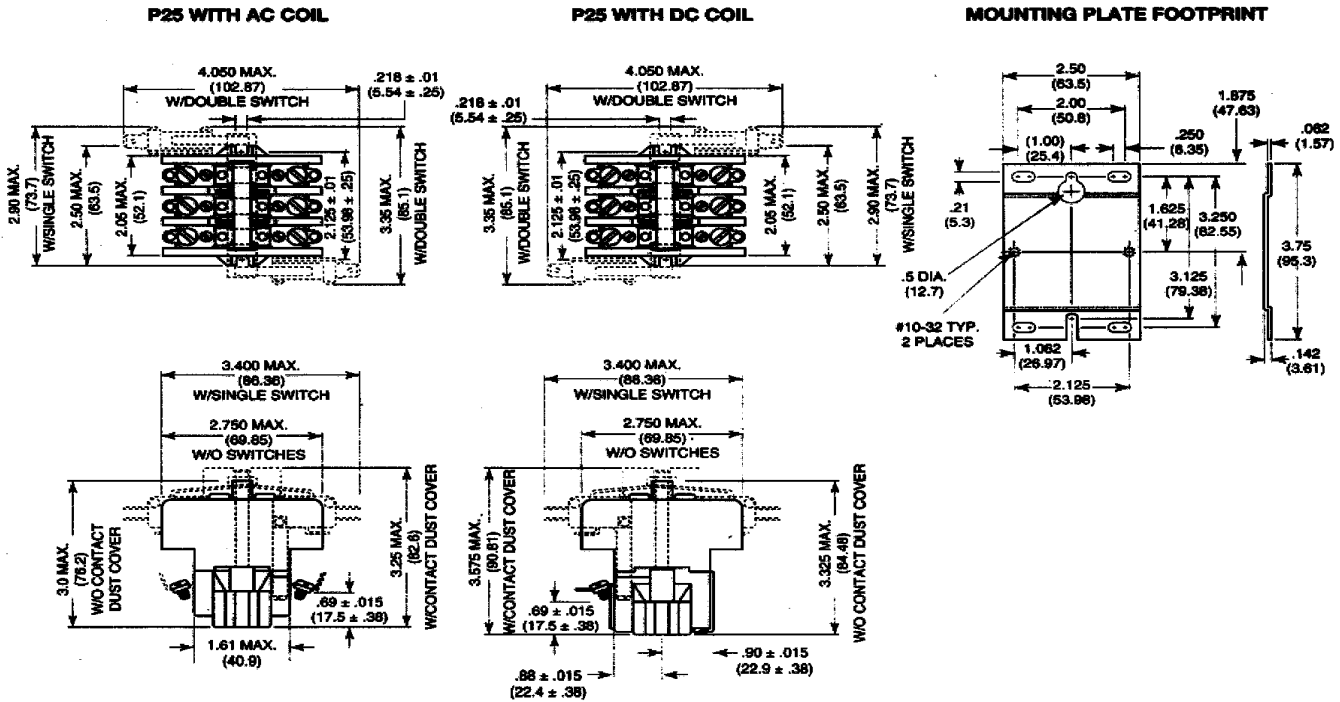 P25 WITH AC COIL
4.050 MAX.
(102.87)
W/DOUBLE SWITCH
.218 ± .01
(5.54 ± .25)
2.90 MAX.
(73.7)
W/SINGLE SWITCH
2.50 MAX.
(63.5)
2.05 MAX.
(52.1)
2.125 ± .01
(53.98 ± .25)
3.35 MAX.
(85.1)
W/DOUBLE SWITCH
3.400 MAX.
(86.36)
W/SINGLE SWITCH
2.750 MAX.
(69.85)
W/O SWITCHES
3.0 MAX.
(76.2)
W/O CONTACT
DUST COVER
3.25 MAX.
(82.6)
W/CONTACT DUST COVER
.69 ± .015
(17.5 ± .38)
1.61 MAX.
(40.9)
P25 WITH DC COIL
4.050 MAX.
(102.87)
W/DOUBLE SWITCH
.218 ± .01
(5.54 ± .25)
3.35 MAX.
(85.1)
W/DOUBLE SWITCH
2.125 ± .01
(53.98 ± .25)
2.05 MAX.
(52.1)
2.50 MAX.
(63.5)
2.90 MAX.
(73.7)
W/SINGLE SWITCH
3.400 MAX.
(86.36)
W/SINGLE SWITCH
2.750 MAX.
(69.85)
W/O SWITCHES
3.575 MAX.
(90.81)
W/CONTACT DUST COVER
3.325 MAX.
(84.46)
W/O CONTACT DUST COVER
.69 ± .015
(17.5 ± .38)
.88 ± .015
(22.4 ± .38)
.90 ± .015
(22.9 ± .38)
MOUNTING PLATE FOOTPRINT
2.50
(63.5)
2.00
(50.8)
(1.00)
(25.4)
.250
(6.35)
1.875
(47.63)
.062
(1.57)
.21
(5.3)
1.625
(41.28)
3.250
(82.55)
3.125
(79.38)
3.75
(95.3)
.5 DIA.
(12.7)
#10-32 TYP.
2 PLACES
1.062
(26.97)
2.125
(53.98)
.142
(3.61)